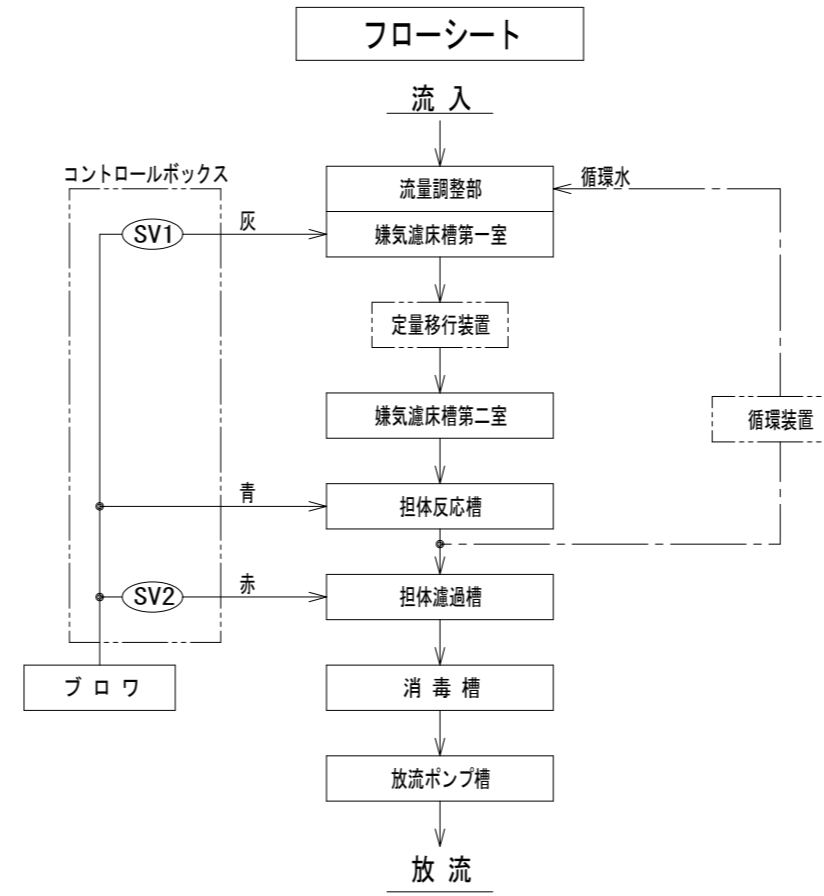 フローシート
流 入
コントロールボックス
流量調整部
循環水
SV1
灰
嫌気濾床槽第一室
定量移行装置
嫌気濾床槽第二室
循環装置
青
担体反応槽
SV2
赤
担体濾過槽
ブ ロ ワ
消 毒 槽
放流ポンプ槽
放 流